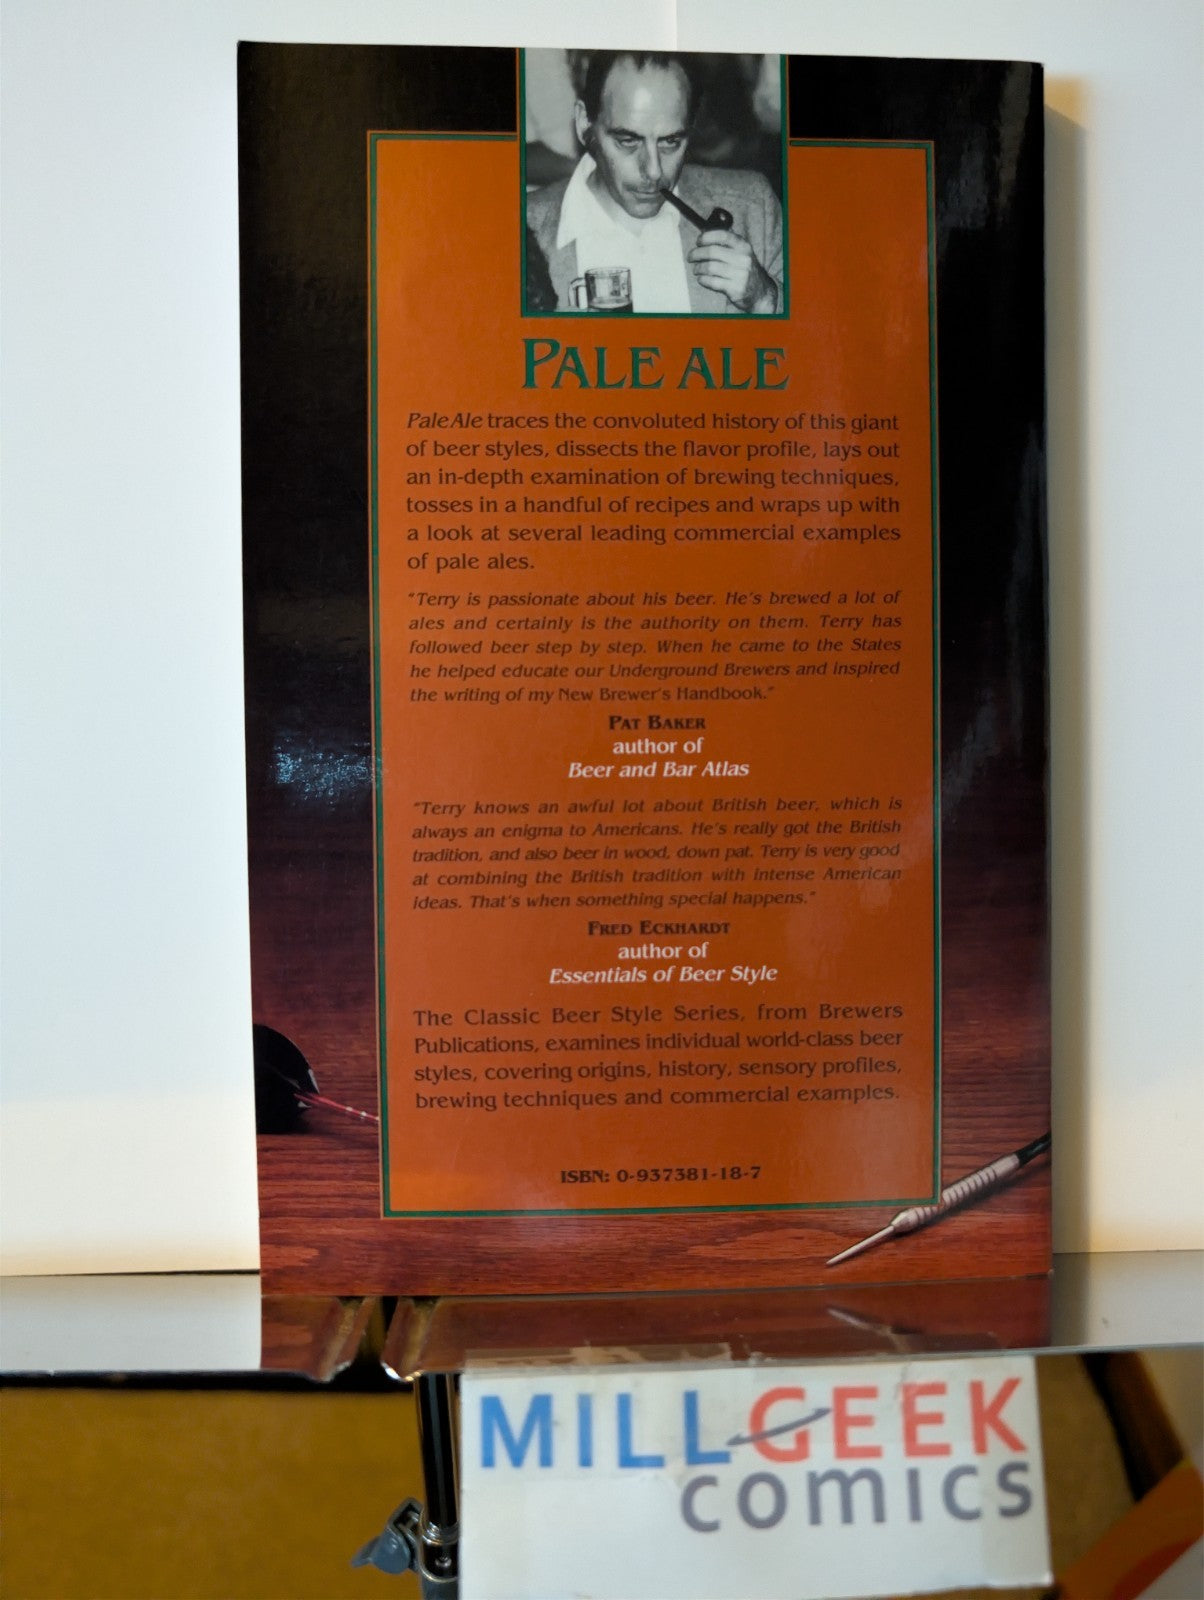 PALE ALE
Pale Ale traces the convoluted history of this giant
of beer styles, dissects the flavor profile, lays out
an in-depth examination of brewing techniques,
tosses in a handful of recipes and wraps up with
a look at several leading commercial examples
of pale ales.
"Terry is passionate about his beer. He's brewed a lot of
ales and certainly is the authority on them. Terry has
followed beer step by step. When he came to the States
he helped educate our Underground Brewers and inspired
the writing of my New Brewer's Handbook."
PAT BAKER
author of
Beer and Bar Atlas
"Terry knows an awful lot about British beer, which is
always an enigma to Americans. He's really got the British
tradition, and also beer in wood, down pat. Terry is very good
at combining the British tradition with intense American
ideas. That's when something special happens."
FRED ECKHARDT
author of
Essentials of Beer Style
The Classic Beer Style Series, from Brewers
Publications, examines individual world-class beer
styles, covering origins, history, sensory profiles,
brewing techniques and commercial examples.
ISBN: 0-937381-18-7
MILL GEEK
comics